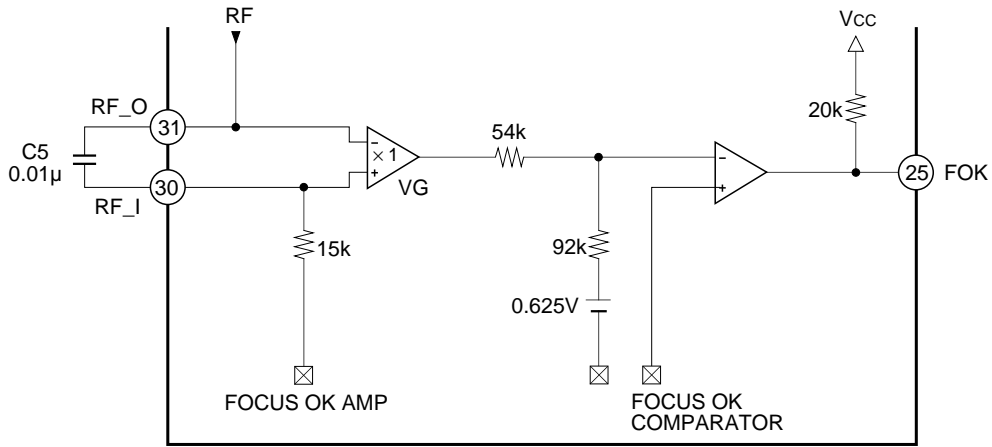 RF
VCC
RF_O
31
20k
C5
0.01µ
54k
− × 1 +
− +
VG
25
FOK
30
RF_I
15k
92k
0.625V
FOCUS OK AMP
FOCUS OK
COMPARATOR